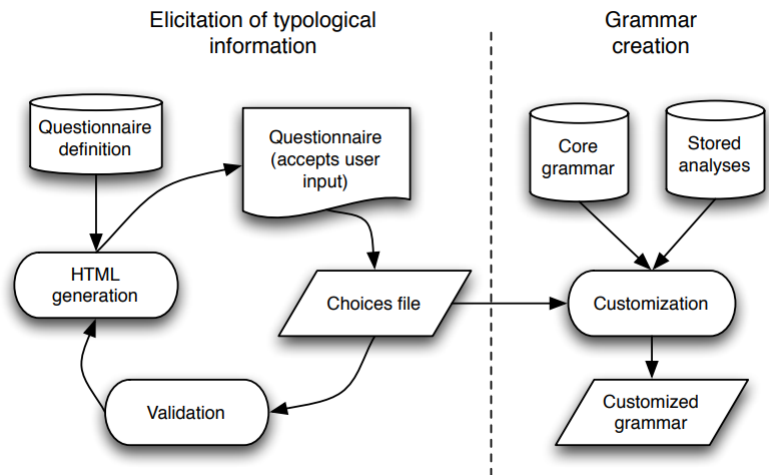 Elicitation of typological
information
Grammar
creation
Questionnaire
definition
Questionnaire
(accepts user
input)
Core
grammar
Stored
analyses
HTML
generation
Choices file
Customization
Validation
Customized
grammar